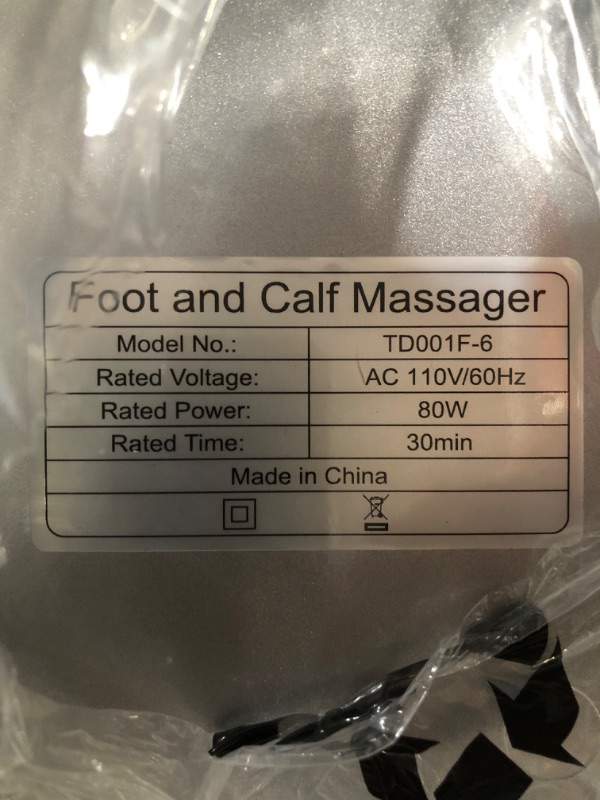 Foot and Calf Massager
Model No.: TD001F-6
Rated Voltage: AC 110V/60Hz
Rated Power: 80W
Rated Time: 30min
Made in China